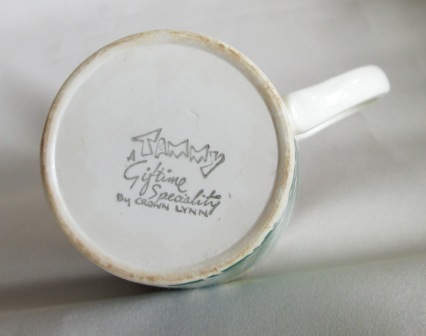 TAMMY
A Giftime
Speciality
By CROWN LYNN